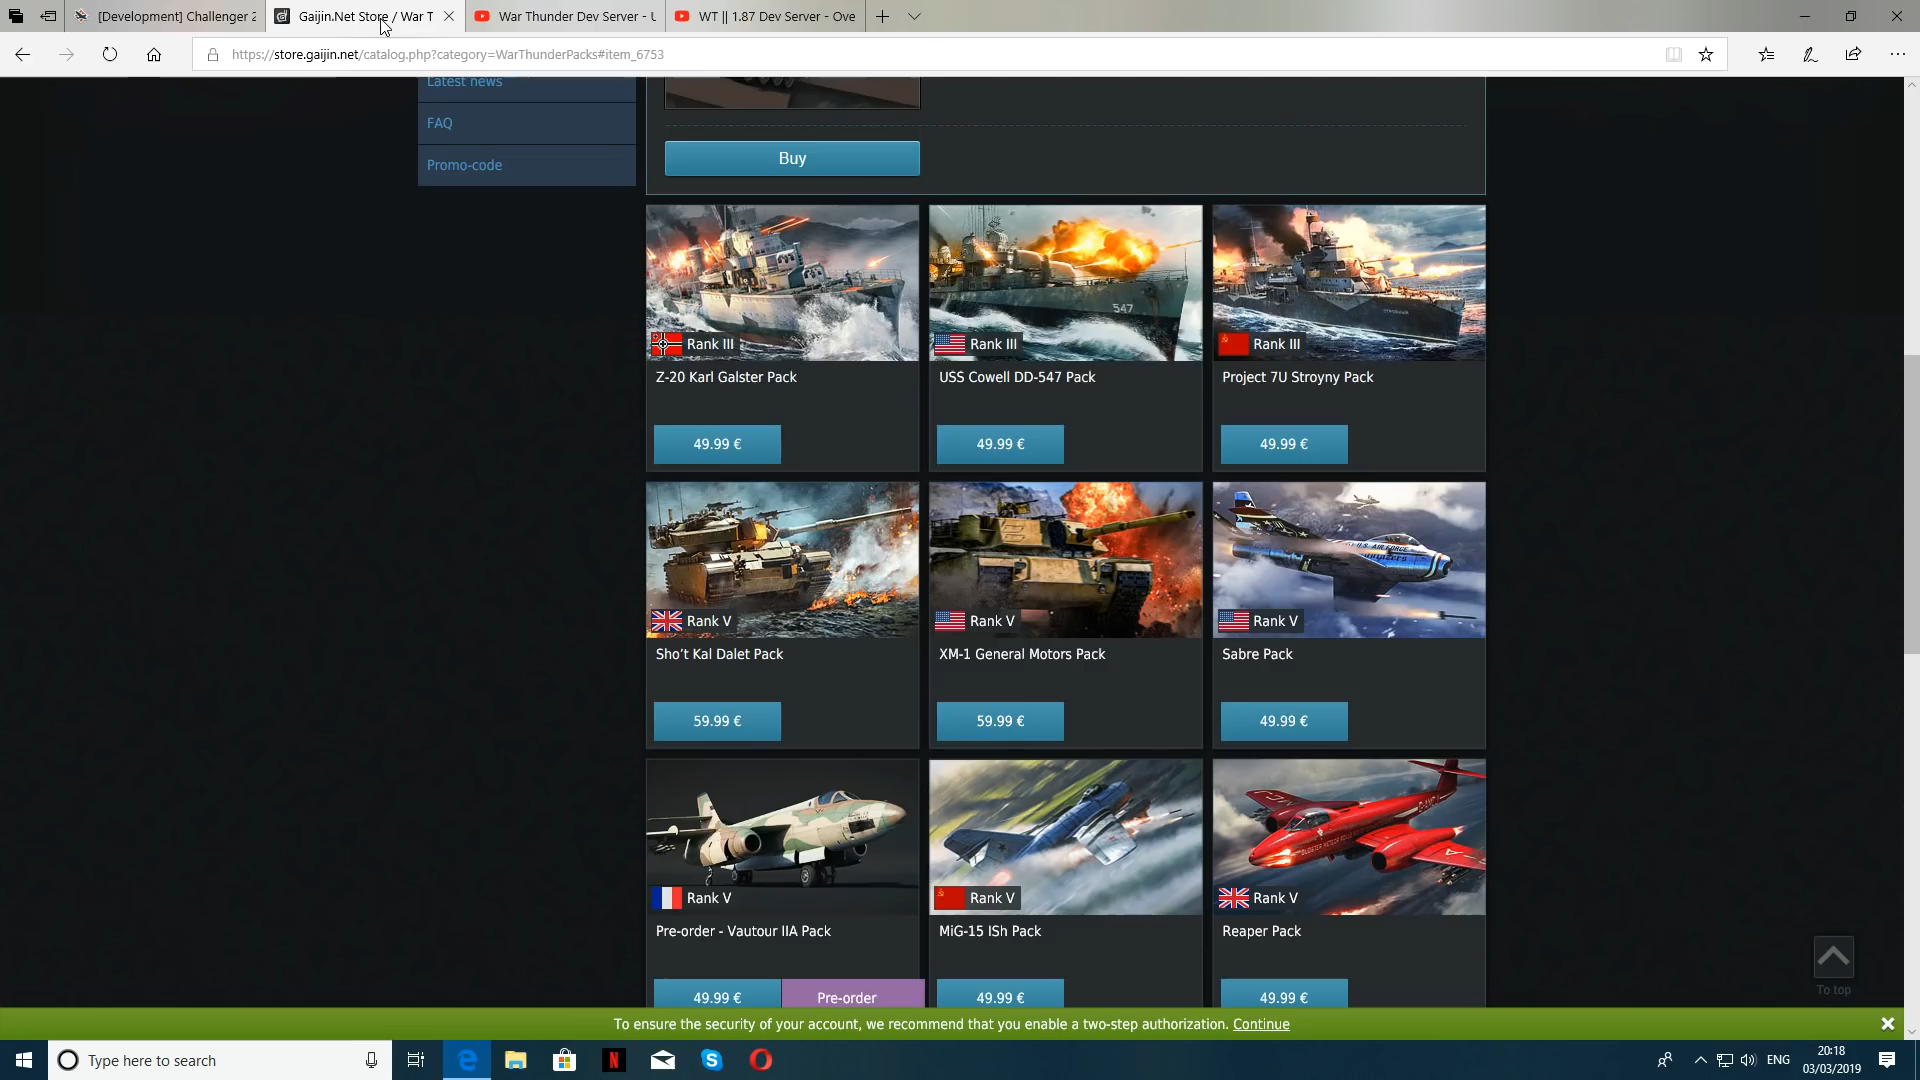 [Development] Challenger 2
Gaijin.Net Store / War T
War Thunder Dev Server - U
WT || 1.87 Dev Server - Ove
https://store.gaijin.net/catalog.php?category=WarThunderPacks#item_6753
Latest news
FAQ
Promo-code
Buy
547
Rank III
Rank III
Rank III
Z-20 Karl Galster Pack
USS Cowell DD-547 Pack
Project 7U Stroyny Pack
49.99 €
49.99 €
49.99 €
U.S. AIR FORCE
Rank V
Rank V
Rank V
Sho't Kal Dalet Pack
XM-1 General Motors Pack
Sabre Pack
59.99 €
59.99 €
49.99 €
Rank V
Rank V
Rank V
Pre-order - Vautour IIA Pack
MiG-15 ISh Pack
Reaper Pack
49.99 €
Pre-order
49.99 €
49.99 €
To top
To ensure the security of your account, we recommend that you enable a two-step authorization. Continue
Type here to search
ENG
20:18
03/03/2019